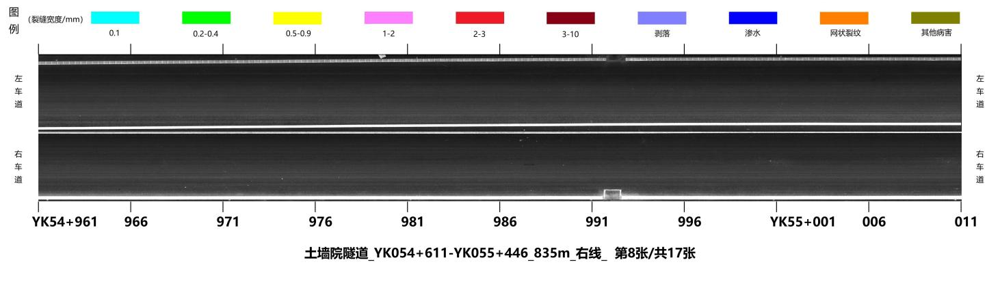 图例
(裂缝宽度/mm)
0.1
0.2-0.4
0.5-0.9
1-2
2-3
3-10
剥落
渗水
网状裂纹
其他病害
左车道
左车道
右车道
右车道
YK54+961 966 971 976 981 986 991 996 YK55+001 006 011
土墙院隧道_YK054+611-YK055+446_835m_右线_ 第8张/共17张